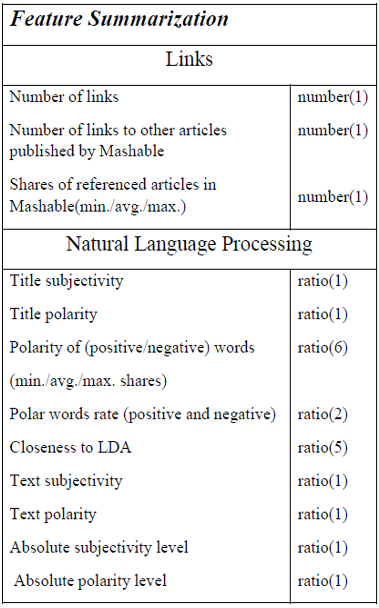 Feature Summarization
Links
Number of links number(1)
Number of links to other articles number(1)
published by Mashable
Shares of referenced articles in
Mashable(min./avg./max.) number(1)
Natural Language Processing
Title subjectivity ratio(1)
Title polarity ratio(1)
Polarity of (positive/negative) words ratio(6)
(min./avg./max. shares)
Polar words rate (positive and negative) ratio(2)
Closeness to LDA ratio(5)
Text subjectivity ratio(1)
Text polarity ratio(1)
Absolute subjectivity level ratio(1)
Absolute polarity level ratio(1)